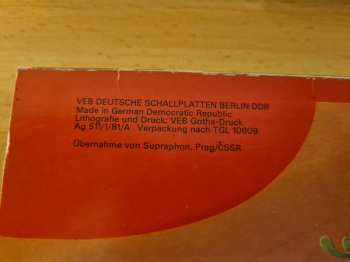 VEB DEUTSCHE SCHALLPLATTEN BERLIN DDR
Made in German Democratic Republic
Lithografie und Druck: VEB Gotha-Druck
Ag 511/1/81/A Verpackung nach TGL 10609
Übernahme von Supraphon, Prag/ČSSR